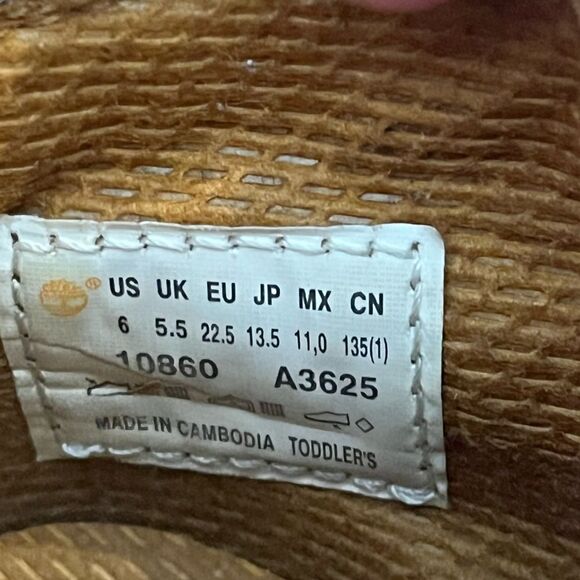 US UK EU JP MX CN
6 5.5 22.5 13.5 11,0 135(1)
10860 A3625
MADE IN CAMBODIA TODDLER'S